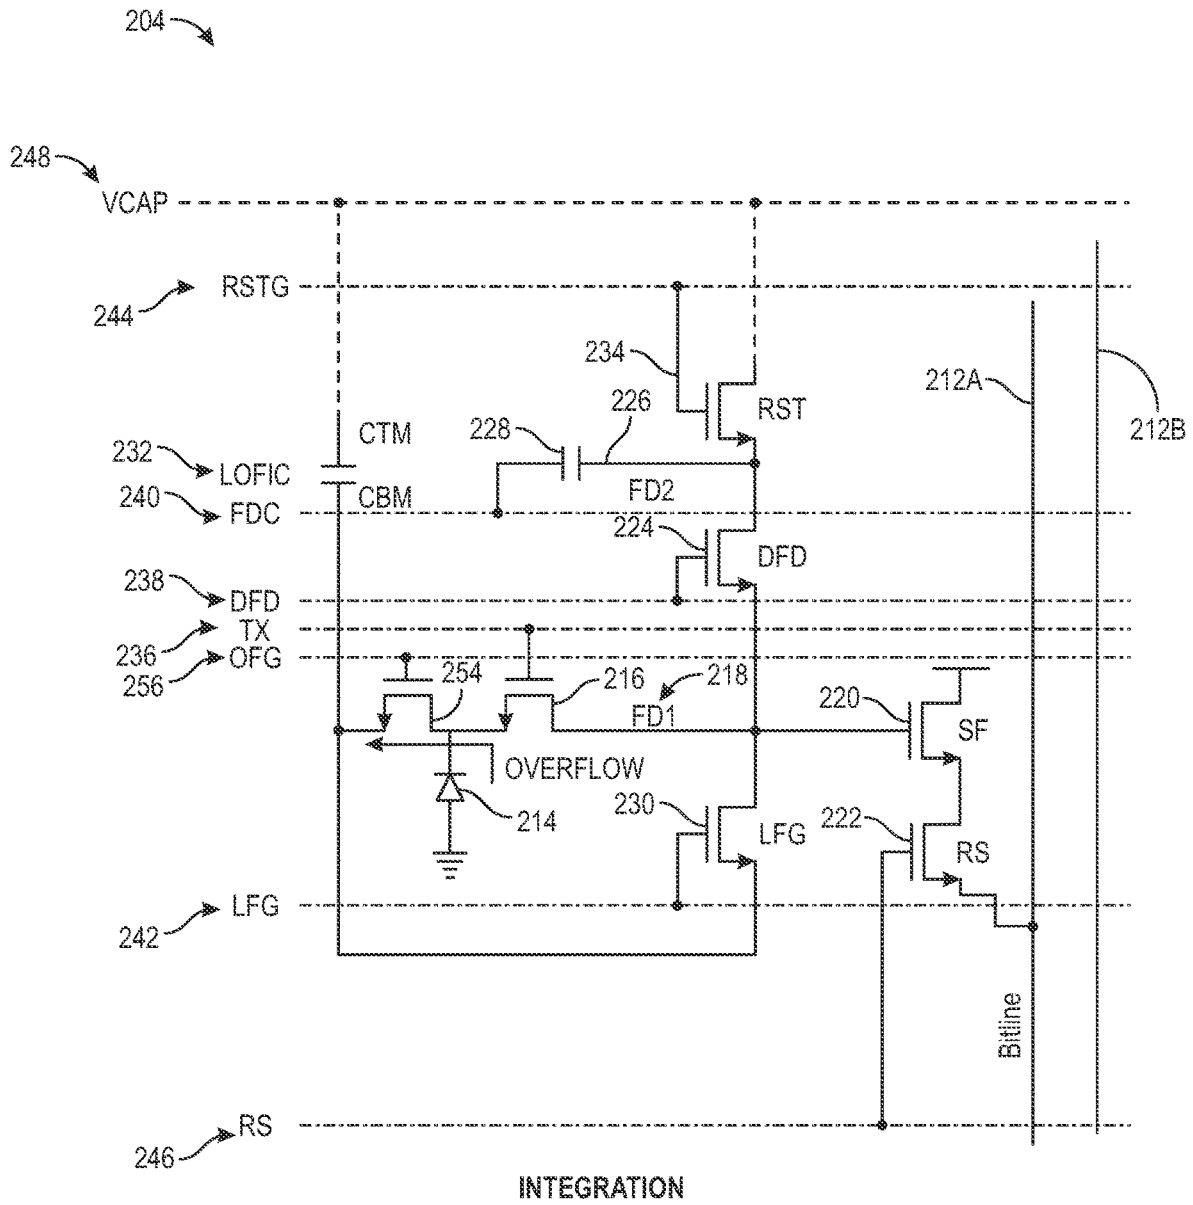 204
248
VCAP
RSTG
244
234
226
212A
RST
228
212B
CTM
232
LOFIC
CBM
FD2
240
FDC
224
DFD
238
DFD
TX
236
OFG
256
254
216
218
FD1
220
SF
OVERFLOW
230
214
222
LFG
RS
LFG
242
Bitline
RS
246
INTEGRATION